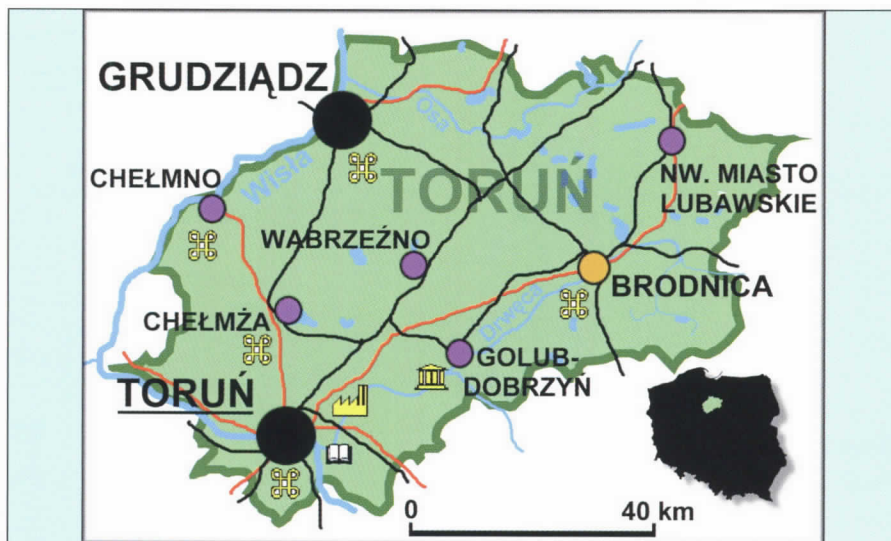 GRUDZIĄDZ
Osa
CHEŁMNO
Wisła
TORUŃ
NW. MIASTO
LUBAWSKIE
WĄBRZEŹNO
BRODNICA
CHEŁMŻA
Drwęca
GOLUB-
DOBRZYŃ
TORUŃ
0 40 km